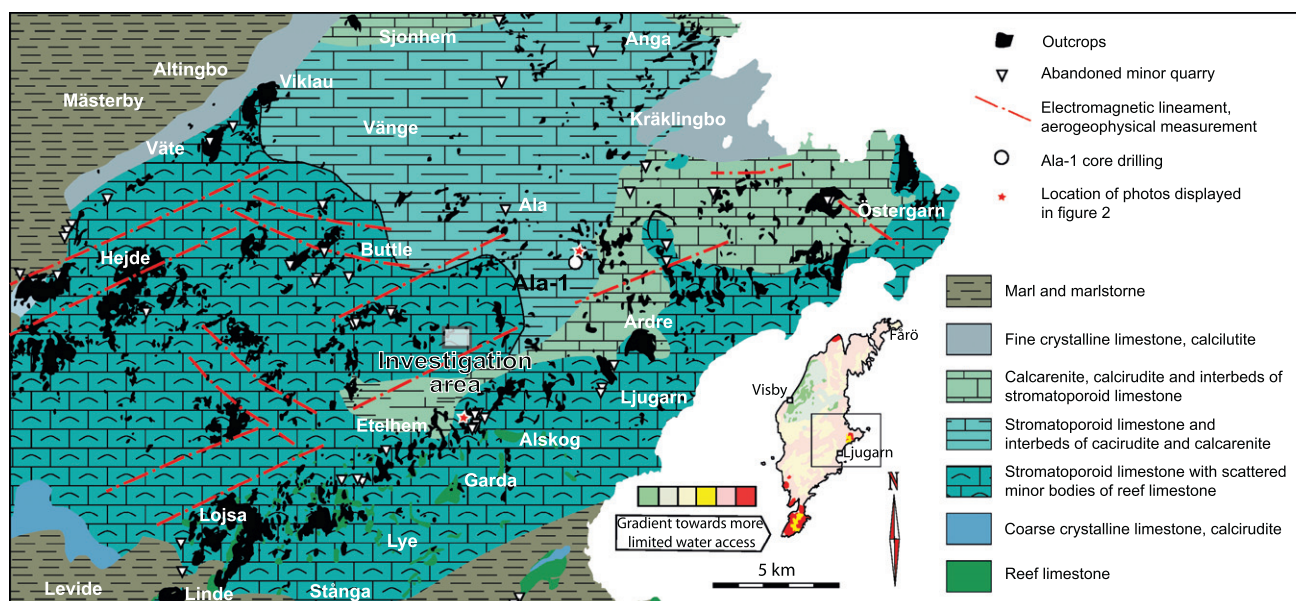 Sjonhem
Anga
Altingbo
Viklau
Mästerby
Vänge
Kräklingbo
Väte
Ala
Östergarn
Hejde
Buttle
Ala-1
Ardre
Investigation
area
Ljugarn
Etelhem
Alskog
Garda
Lojsa
Lye
Levide
Linde
Stånga
Outcrops
Abandoned minor quarry
Electromagnetic lineament,
aerogeophysical measurement
Ala-1 core drilling
Location of photos displayed
in figure 2
Marl and marlstorne
Fine crystalline limestone, calcilutite
Calcarenite, calcirudite and interbeds of
stromatoporoid limestone
Stromatoporoid limestone and
interbeds of cacirudite and calcarenite
Stromatoporoid limestone with scattered
minor bodies of reef limestone
Coarse crystalline limestone, calcirudite
Reef limestone
Fårö
Visby
Ljugarn
N
Gradient towards more
limited water access
5 km